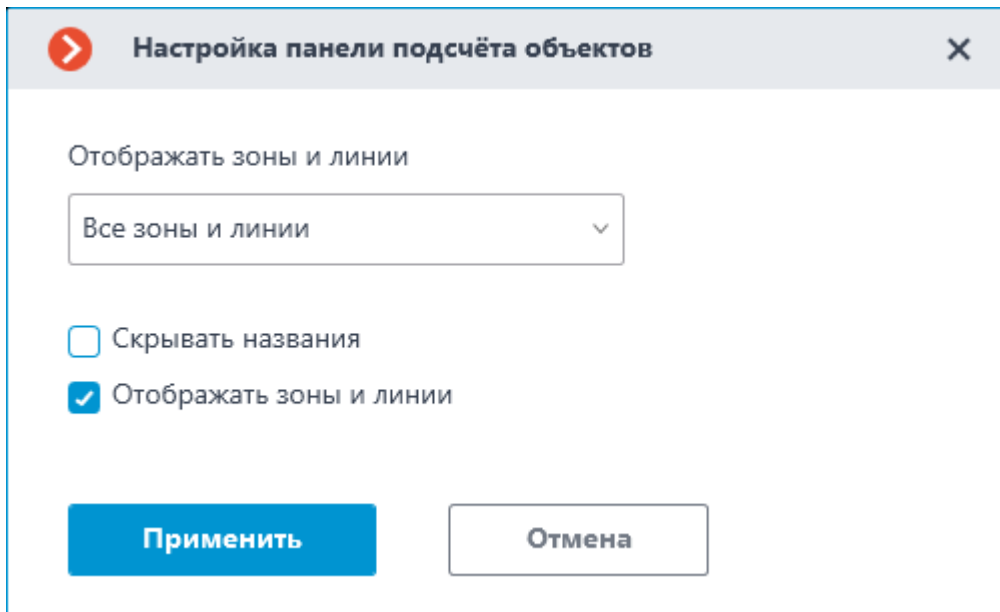 Настройка панели подсчёта объектов
Отображать зоны и линии
Все зоны и линии
Скрывать названия
Отображать зоны и линии
Применить
Отмена